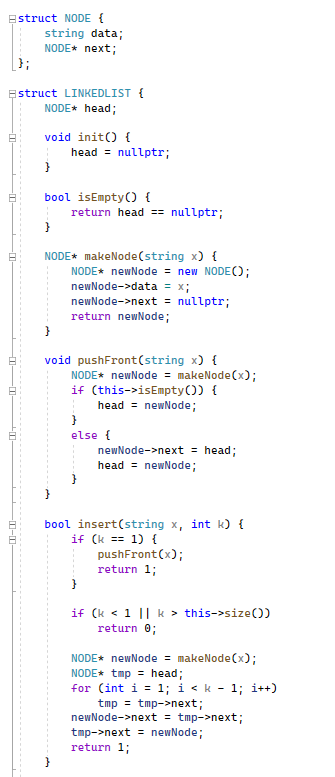 struct NODE {
    string data;
    NODE* next;
};
struct LINKEDLIST {
    NODE* head;
    void init() {
        head = nullptr;
    }
    bool isEmpty() {
        return head == nullptr;
    }
    NODE* makeNode(string x) {
        NODE* newNode = new NODE();
        newNode->data = x;
        newNode->next = nullptr;
        return newNode;
    }
    void pushFront(string x) {
        NODE* newNode = makeNode(x);
        if (this->isEmpty()) {
            head = newNode;
        }
        else {
            newNode->next = head;
            head = newNode;
        }
    }
    bool insert(string x, int k) {
        if (k == 1) {
            pushFront(x);
            return 1;
        }
        if (k < 1 || k > this->size())
            return 0;
        NODE* newNode = makeNode(x);
        NODE* tmp = head;
        for (int i = 1; i < k - 1; i++)
            tmp = tmp->next;
        newNode->next = tmp->next;
        tmp->next = newNode;
        return 1;
    }